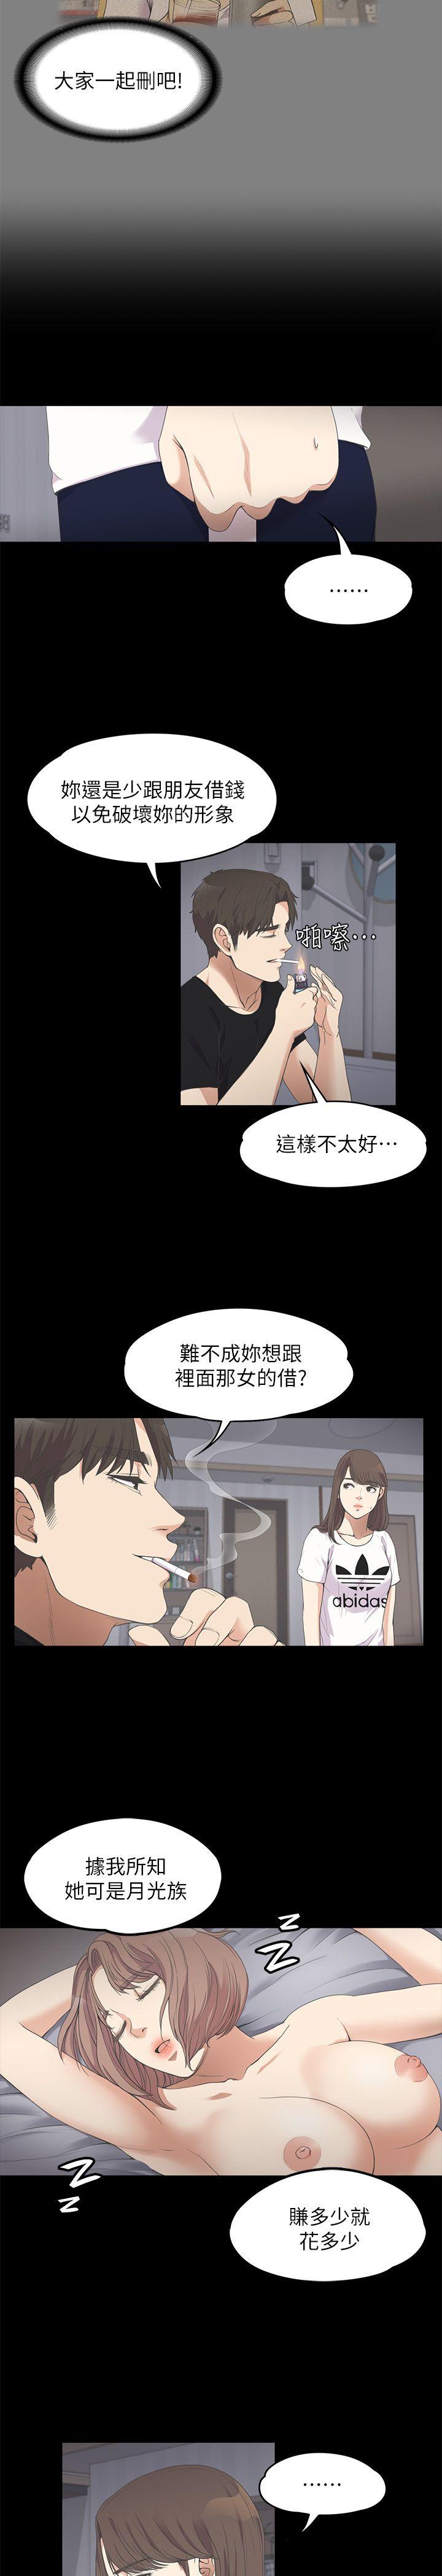 大家一起刪吧!
……
妳還是少跟朋友借錢
以免破壞妳的形象
啪嚓…
這樣不太好…
難不成妳想跟
裡面那女的借?
abidas
據我所知
她可是月光族
Z
Z
Z
Z
賺多少就
花多少
……